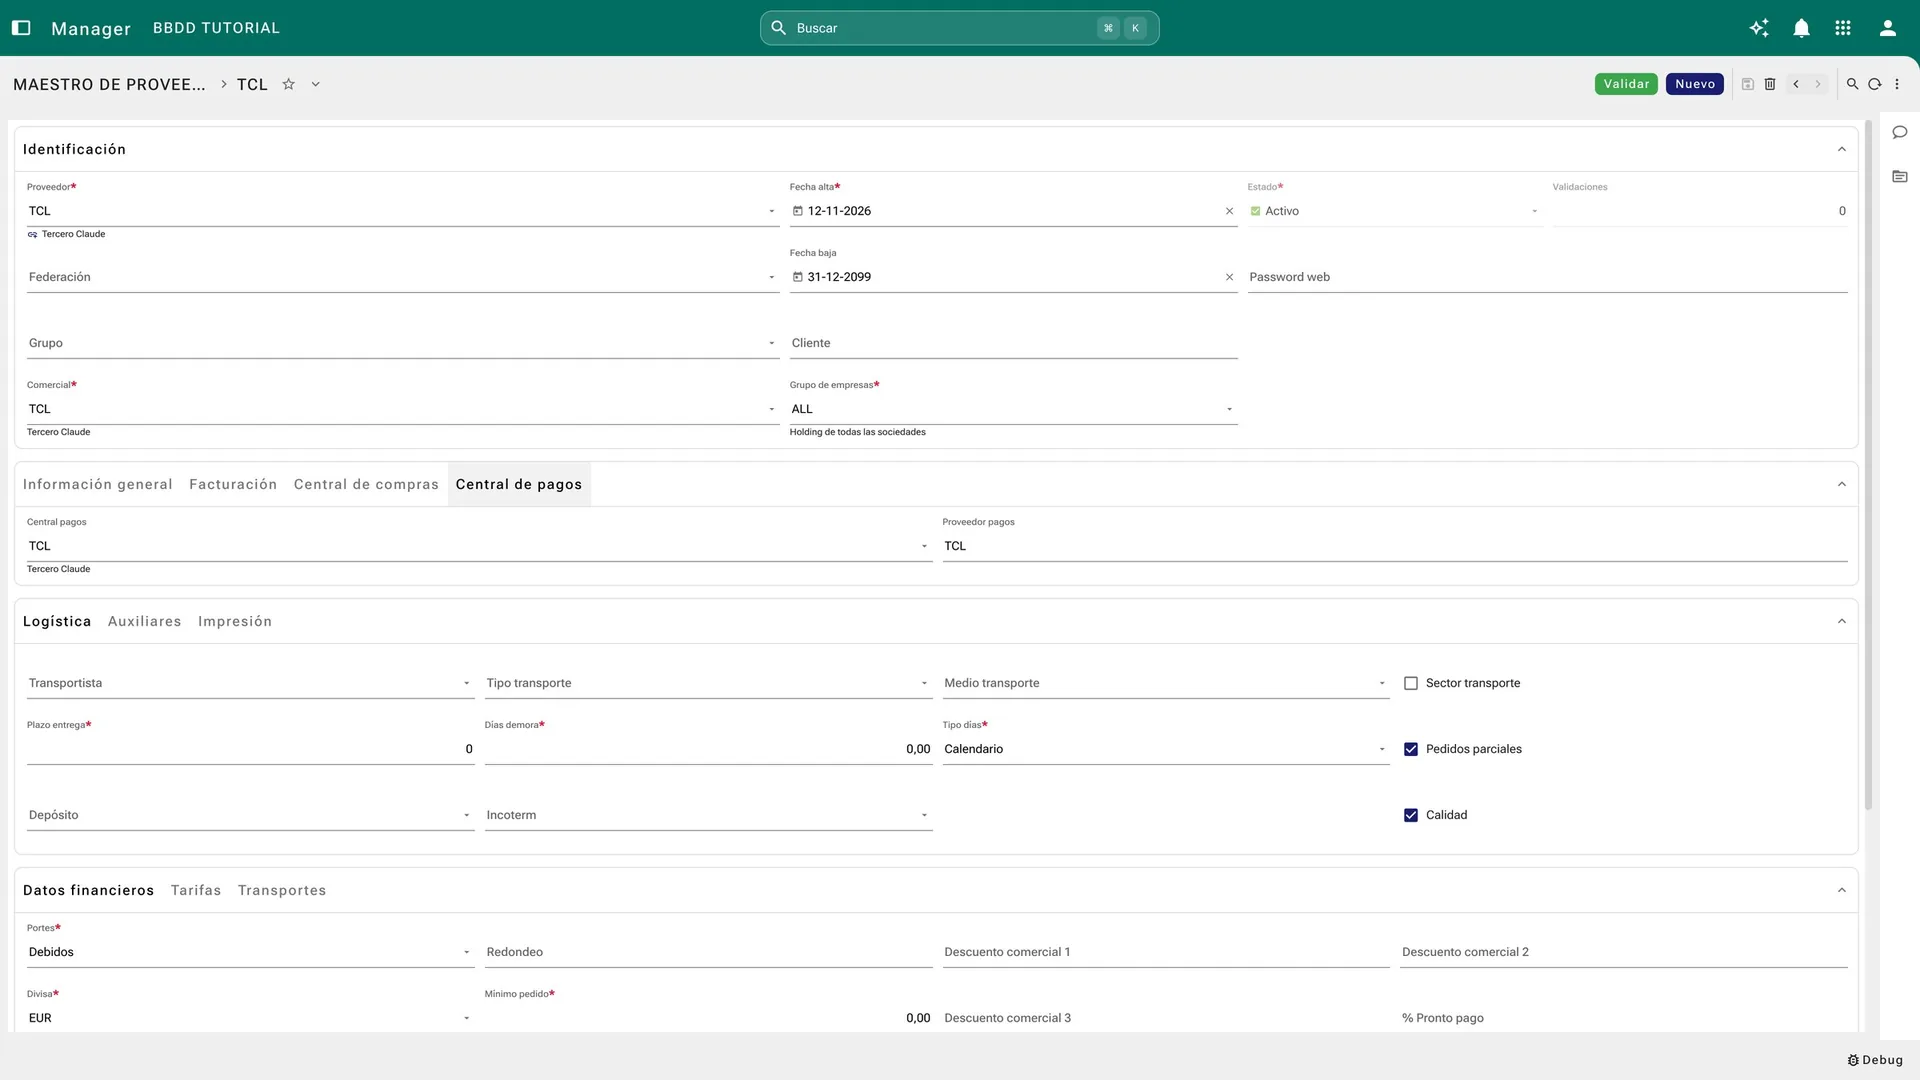 Manager BBDD TUTORIAL Buscar ⌘ K
MAESTRO DE PROVEE... > TCL Validar Nuevo
Identificación
Proveedor* Fecha alta* Estado* Validaciones
TCL 12-11-2026 Activo 0
Tercero Claude
Fecha baja
Federación 31-12-2099 Password web
Grupo Cliente
Comercial* Grupo de empresas*
TCL ALL
Tercero Claude Holding de todas las sociedades
Información general Facturación Central de compras Central de pagos
Central pagos Proveedor pagos
TCL TCL
Tercero Claude
Logística Auxiliares Impresión
Transportista Tipo transporte Medio transporte Sector transporte
Plazo entrega* Días demora* Tipo días*
0 0,00 Calendario Pedidos parciales
Depósito Incoterm Calidad
Datos financieros Tarifas Transportes
Portes*
Debidos Redondeo Descuento comercial 1 Descuento comercial 2
Divisa* Mínimo pedido*
EUR 0,00 Descuento comercial 3 % Pronto pago
Debug